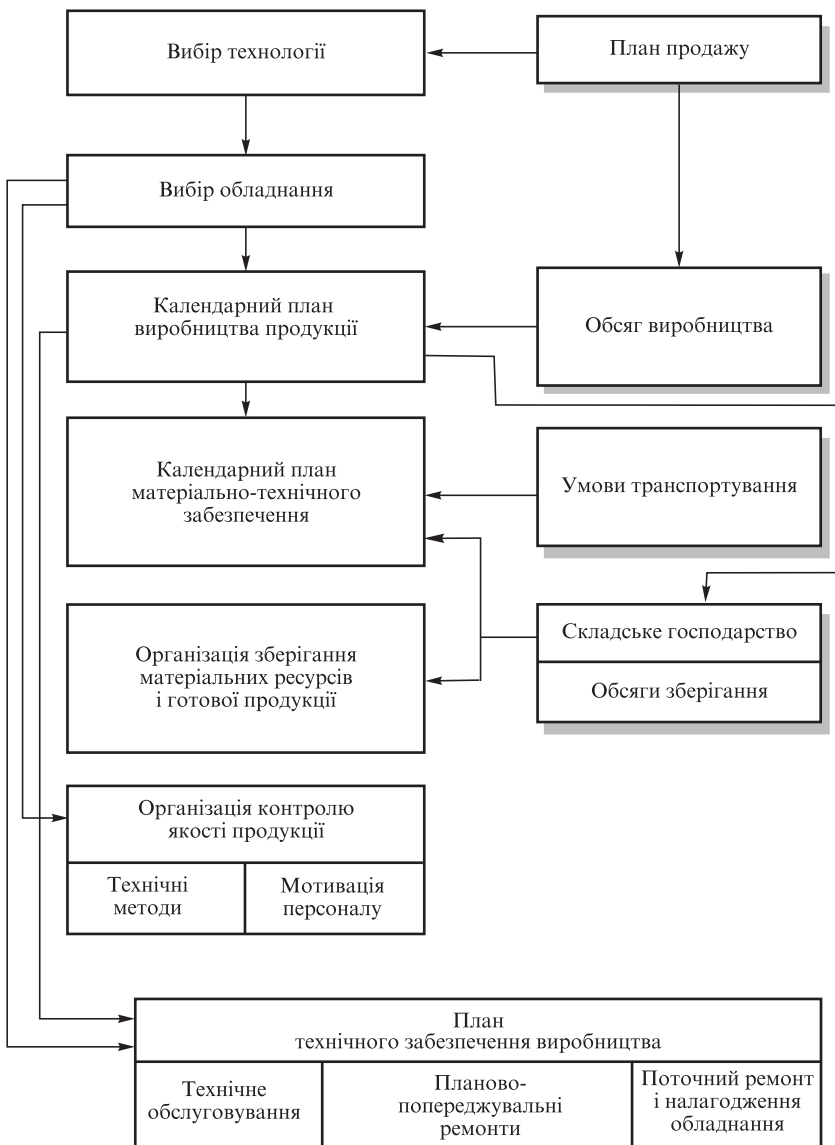 Вибір технології
План продажу
Вибір обладнання
Календарний план
виробництва продукції
Обсяг виробництва
Календарний план
матеріально-технічного
забезпечення
Умови транспортування
Організація зберігання
матеріальних ресурсів
і готової продукції
Складське господарство
Обсяги зберігання
Організація контролю
якості продукції
Технічні
методи
Мотивація
персоналу
План
технічного забезпечення виробництва
Технічне
обслуговування
Планово-
попереджувальні
ремонти
Поточний ремонт
і налагодження
обладнання